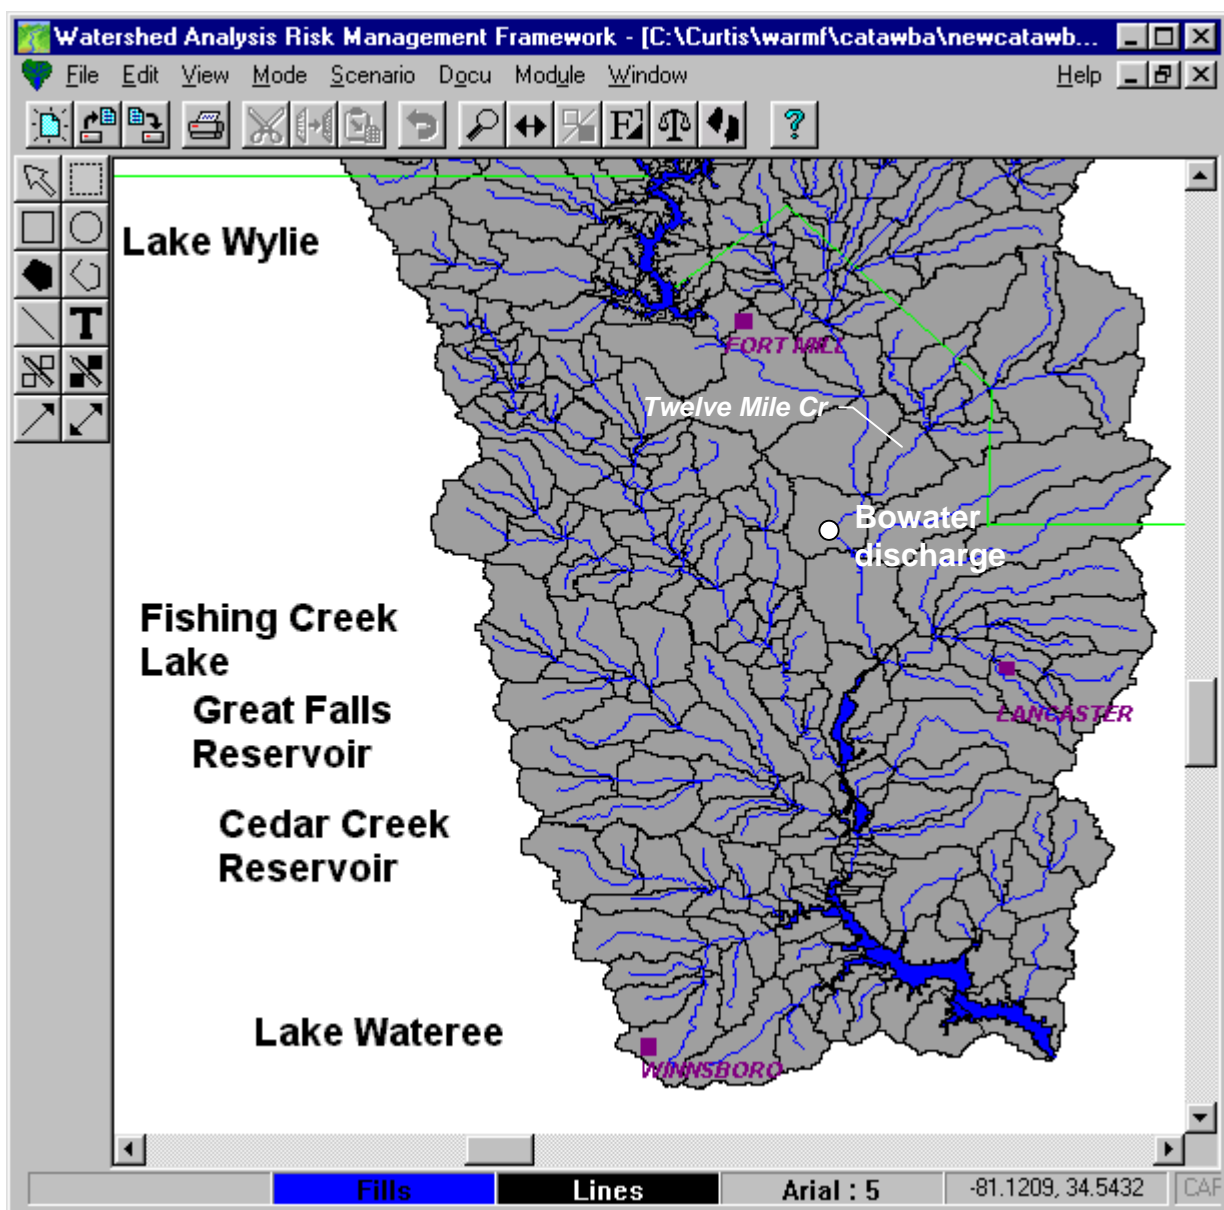 Watershed Analysis Risk Management Framework - [C:\Curtis\warmf\catawba\newcatawb...
File Edit View Mode Scenario Docu Module Window Help
F
?
T
Lake Wylie
FORT MILL
Twelve Mile Cr
Bowater
discharge
Fishing Creek
Lake
Great Falls
Reservoir
LANCASTER
Cedar Creek
Reservoir
Lake Wateree
WINNSBORO
Fills Lines Arial : 5 -81.1209, 34.5432 CAP